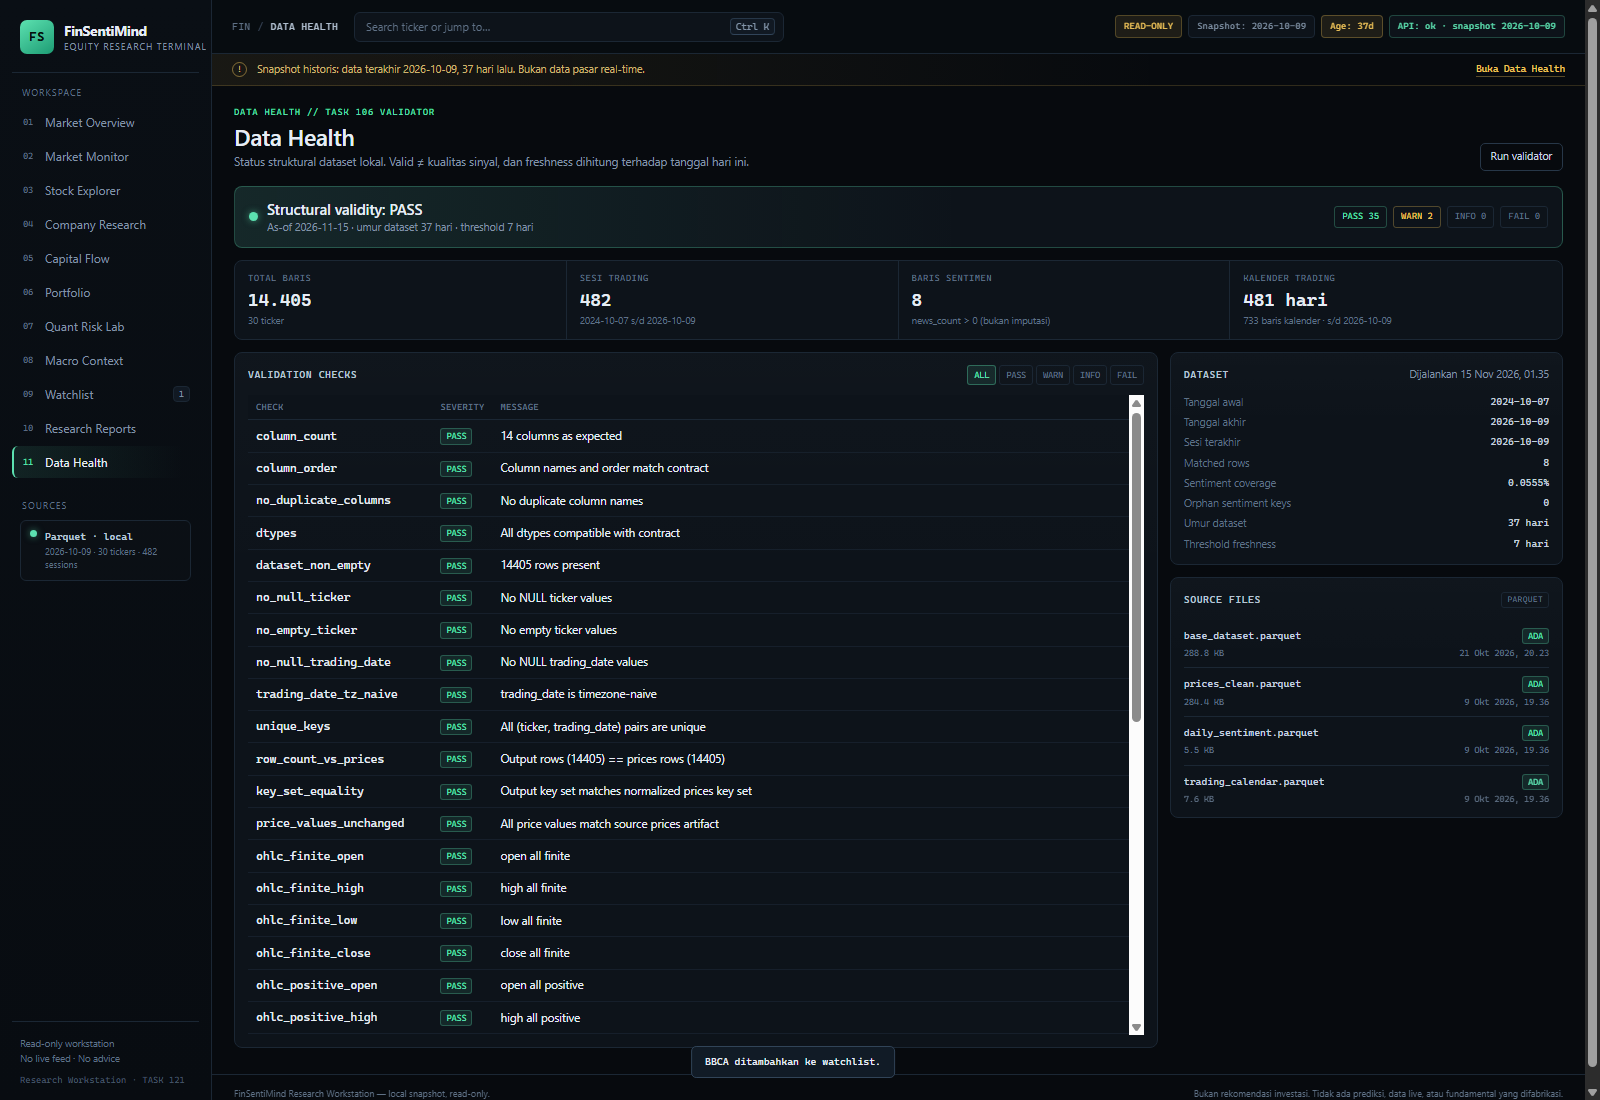 FS
FinSentiMind
EQUITY RESEARCH TERMINAL
WORKSPACE
01 Market Overview
02 Market Monitor
03 Stock Explorer
04 Company Research
05 Capital Flow
06 Portfolio
07 Quant Risk Lab
08 Macro Context
09 Watchlist 1
10 Research Reports
11 Data Health
SOURCES
Parquet · local
2026-10-09 · 30 tickers · 482
sessions
Read-only workstation
No live feed · No advice
Research Workstation · TASK 121
FIN / DATA HEALTH
Search ticker or jump to... Ctrl K
READ-ONLY
Snapshot: 2026-10-09
Age: 37d
API: ok · snapshot 2026-10-09
! Snapshot historis: data terakhir 2026-10-09, 37 hari lalu. Bukan data pasar real-time.
Buka Data Health
DATA HEALTH // TASK 106 VALIDATOR
Data Health
Status struktural dataset lokal. Valid ≠ kualitas sinyal, dan freshness dihitung terhadap tanggal hari ini.
Run validator
Structural validity: PASS
As-of 2026-11-15 · umur dataset 37 hari · threshold 7 hari
PASS 35 WARN 2 INFO 0 FAIL 0
TOTAL BARIS
14.405
30 ticker
SESI TRADING
482
2024-10-07 s/d 2026-10-09
BARIS SENTIMEN
8
news_count > 0 (bukan imputasi)
KALENDER TRADING
481 hari
733 baris kalender · s/d 2026-10-09
VALIDATION CHECKS
ALL PASS WARN INFO FAIL
CHECK SEVERITY MESSAGE
column_count PASS 14 columns as expected
column_order PASS Column names and order match contract
no_duplicate_columns PASS No duplicate column names
dtypes PASS All dtypes compatible with contract
dataset_non_empty PASS 14405 rows present
no_null_ticker PASS No NULL ticker values
no_empty_ticker PASS No empty ticker values
no_null_trading_date PASS No NULL trading_date values
trading_date_tz_naive PASS trading_date is timezone-naive
unique_keys PASS All (ticker, trading_date) pairs are unique
row_count_vs_prices PASS Output rows (14405) == prices rows (14405)
key_set_equality PASS Output key set matches normalized prices key set
price_values_unchanged PASS All price values match source prices artifact
ohlc_finite_open PASS open all finite
ohlc_finite_high PASS high all finite
ohlc_finite_low PASS low all finite
ohlc_finite_close PASS close all finite
ohlc_positive_open PASS open all positive
ohlc_positive_high PASS high all positive
DATASET
Dijalankan 15 Nov 2026, 01.35
Tanggal awal 2024-10-07
Tanggal akhir 2026-10-09
Sesi terakhir 2026-10-09
Matched rows 8
Sentiment coverage 0.0555%
Orphan sentiment keys 0
Umur dataset 37 hari
Threshold freshness 7 hari
SOURCE FILES
PARQUET
base_dataset.parquet ADA
288.8 KB 21 Okt 2026, 20.23
prices_clean.parquet ADA
284.4 KB 9 Okt 2026, 19.36
daily_sentiment.parquet ADA
5.5 KB 9 Okt 2026, 19.36
trading_calendar.parquet ADA
7.6 KB 9 Okt 2026, 19.36
BBCA ditambahkan ke watchlist.
FinSentiMind Research Workstation — local snapshot, read-only.
Bukan rekomendasi investasi. Tidak ada prediksi, data live, atau fundamental yang difabrikasi.